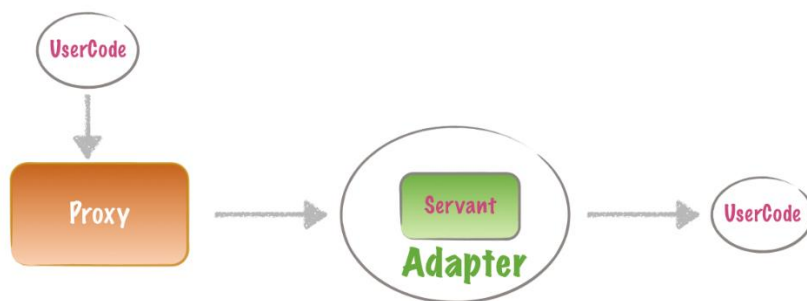 UserCode
Proxy
Servant
Adapter
UserCode